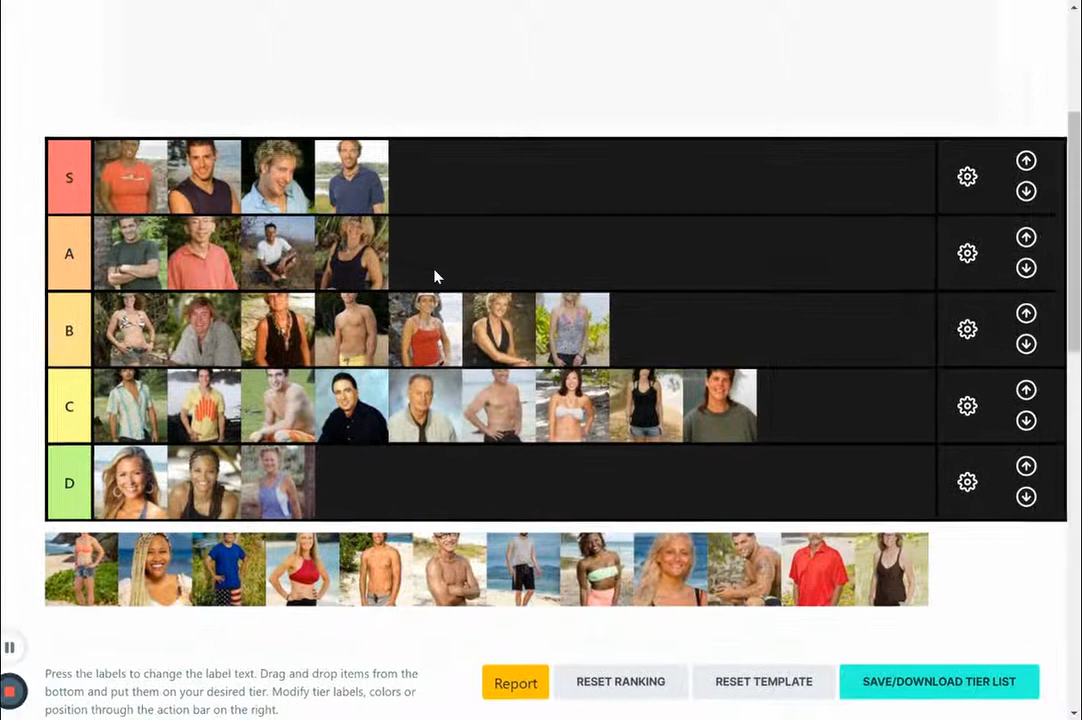 S
A
B
C
D
Press the labels to change the label text. Drag and drop items from the
bottom and put them on your desired tier. Modify tier labels, colors or
position through the action bar on the right.
Report
RESET RANKING
RESET TEMPLATE
SAVE/DOWNLOAD TIER LIST